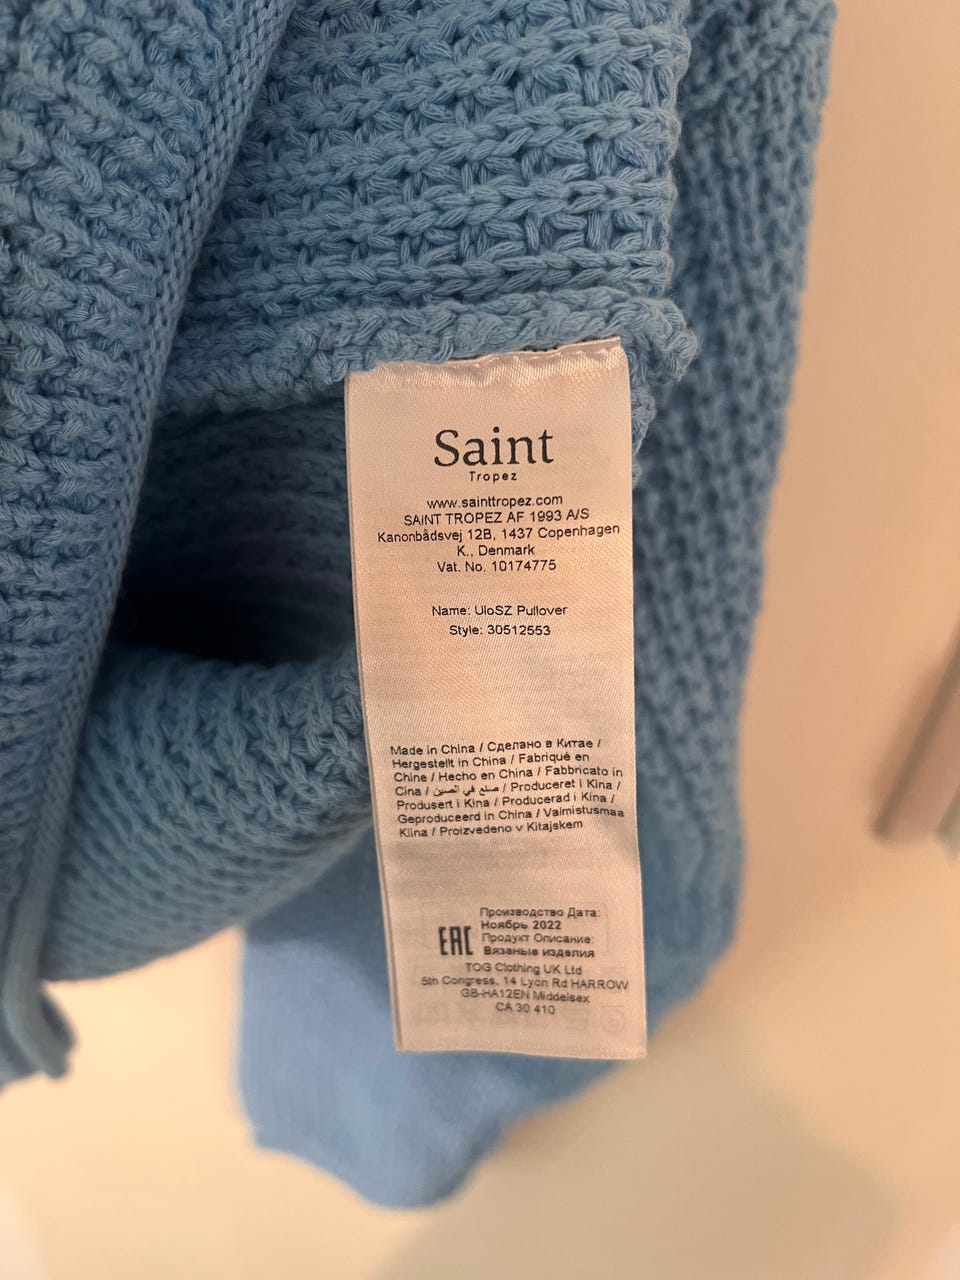 Saint
Tropez
www.sainttropez.com
SAINT TROPEZ AF 1993 A/S
Kanonbådsvej 12B, 1437 Copenhagen
K., Denmark
Vat. No. 10174775
Name: UloSZ Pullover
Style: 30512553
Made in China / Сделано в Китае /
Hergestellt in China / Fabriqué en
Chine / Hecho en China / Fabbricato in
Cina / صنع في الصين / Produceret i Kina /
Produsert i Kina / Producerad i Kina /
Geproduceerd in China / Valmistusmaa
Kiina / Proizvedeno v Kitajskem
EAC
Производство Дата:
Ноябрь 2022
Продукт Описание:
Вязаные изделия
TOG Clothing UK Ltd
5th Congress, 14 Lyon Rd HARROW
GB-HA12EN Middelsex
CA 30 410